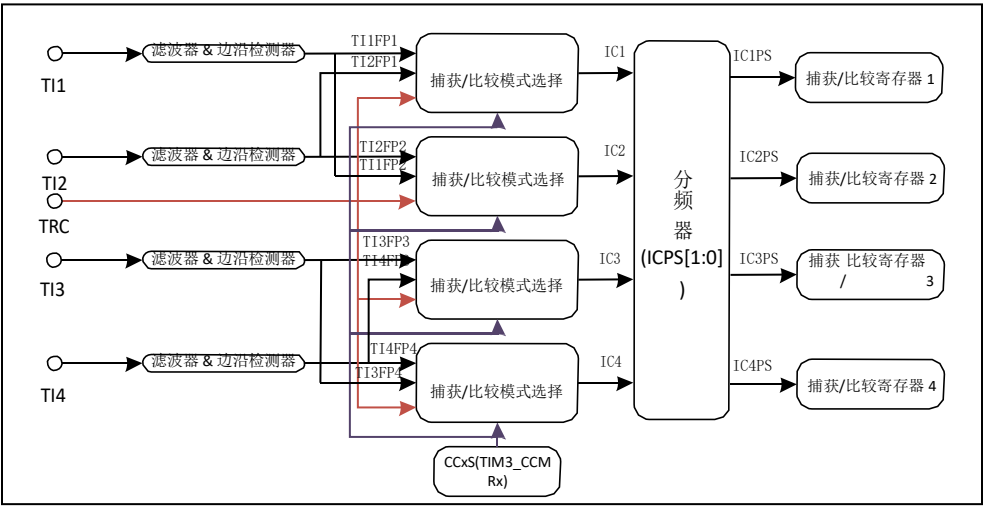 TI1
滤波器 & 边沿检测器
TI1FP1
TI2FP1
捕获/比较模式选择
IC1
IC1PS
捕获/比较寄存器 1
TI2
滤波器 & 边沿检测器
TI2FP2
TI1FP2
捕获/比较模式选择
IC2
IC2PS
捕获/比较寄存器 2
TRC
分
频
器
(ICPS[1:0]
)
TI3
滤波器 & 边沿检测器
TI3FP3
捕获/比较模式选择
IC3
IC3PS
捕获 比较寄存器
/ 3
TI4
滤波器 & 边沿检测器
TI4FP4
TI3FP4
捕获/比较模式选择
IC4
IC4PS
捕获/比较寄存器 4
CCxS(TIM3_CCM
Rx)